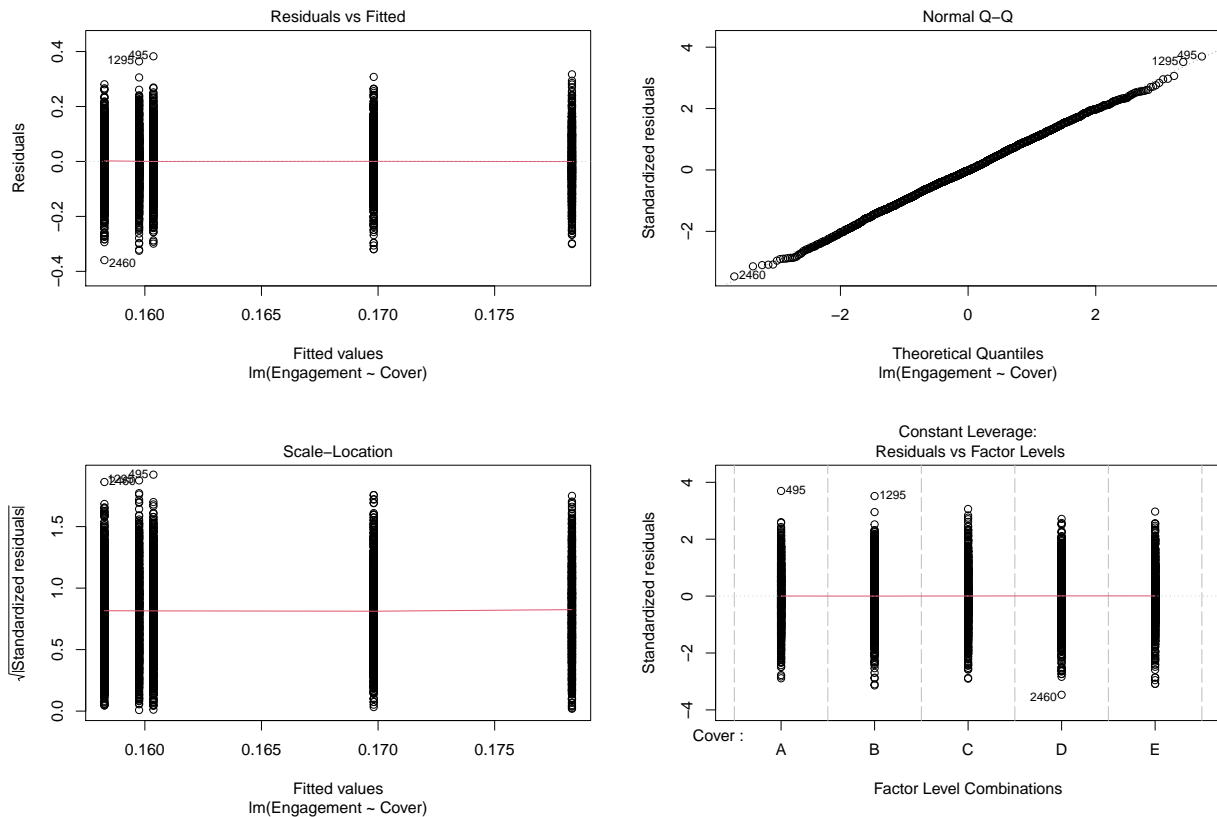 Residuals vs Fitted
Residuals
0.4
0.2
0.0
−0.2
−0.4
1295
495
2460
0.160
0.165
0.170
0.175
Fitted values
lm(Engagement ~ Cover)
Normal Q−Q
Standardized residuals
4
2
0
−2
1295
495
2460
−2
0
2
Theoretical Quantiles
lm(Engagement ~ Cover)
Scale−Location
√|Standardized residuals|
1.5
1.0
0.5
0.0
2460
1295
495
0.160
0.165
0.170
0.175
Fitted values
lm(Engagement ~ Cover)
Constant Leverage:
Residuals vs Factor Levels
Standardized residuals
4
2
0
−2
−4
495
1295
2460
Cover :
A
B
C
D
E
Factor Level Combinations